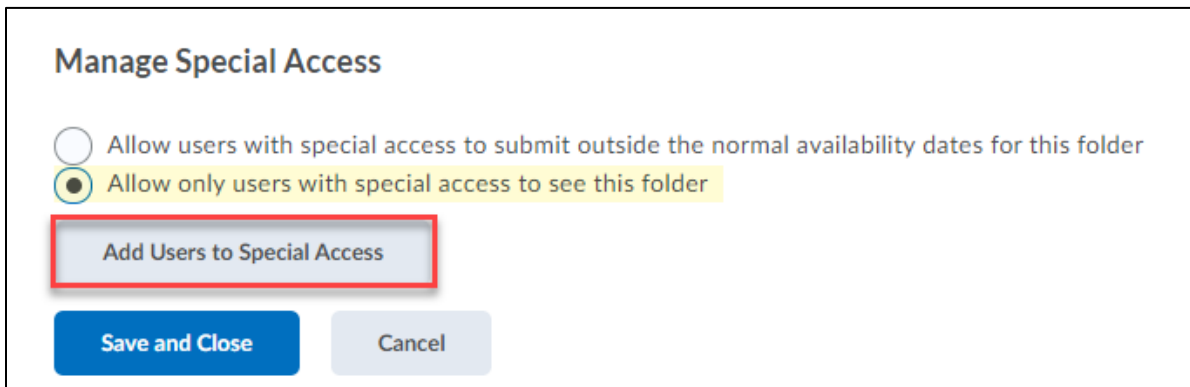 Manage Special Access
Allow users with special access to submit outside the normal availability dates for this folder
Allow only users with special access to see this folder
Add Users to Special Access
Save and Close
Cancel